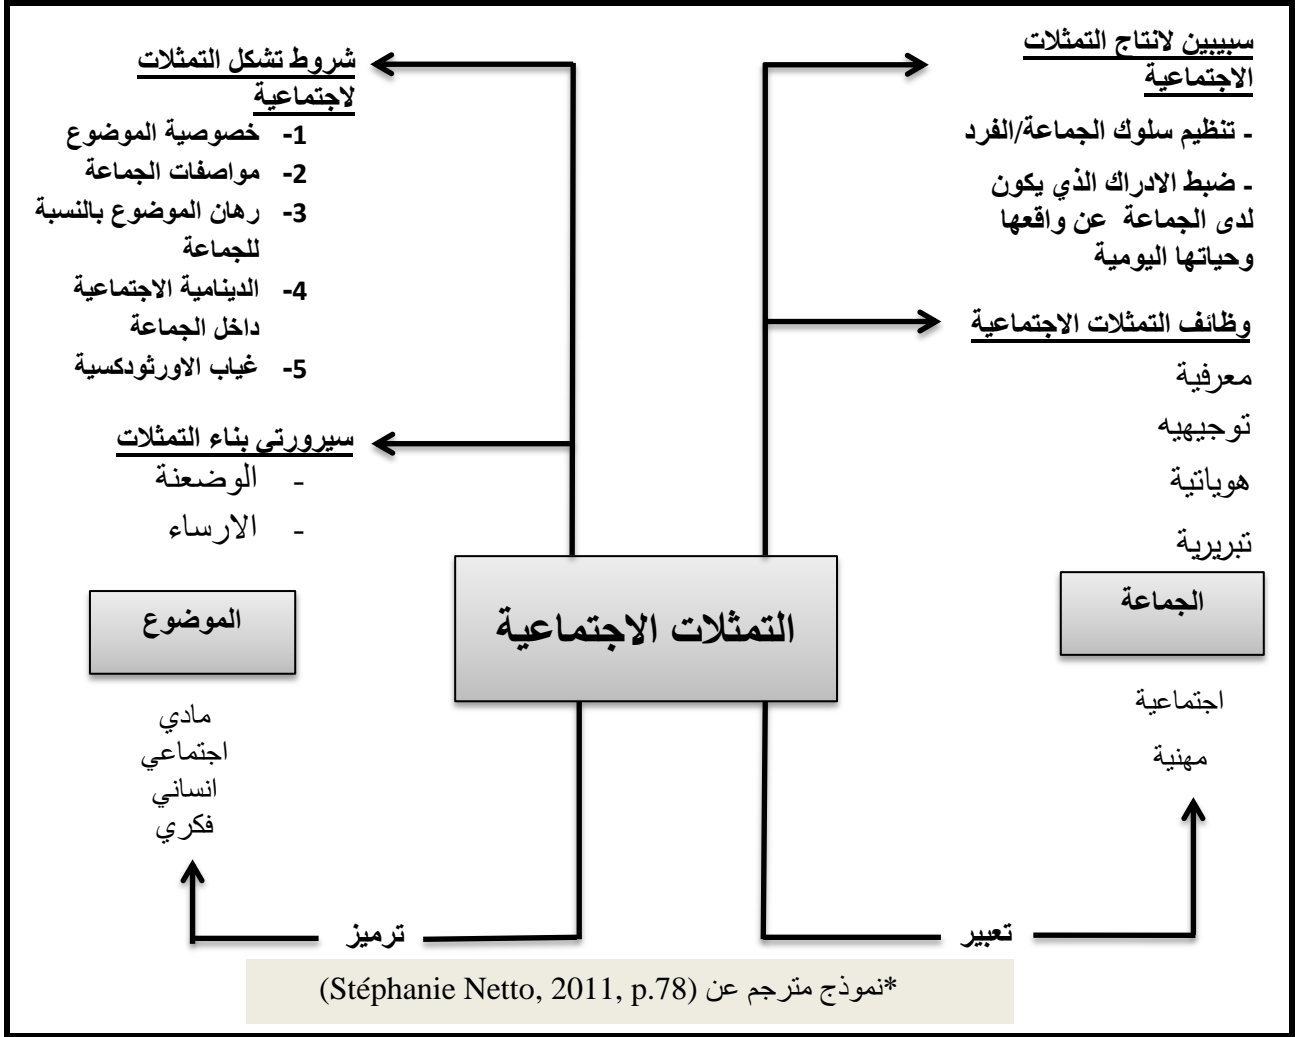 سبيبين لانتاج التمثلات
الاجتماعية
- تنظيم سلوك الجماعة/الفرد
- ضبط الادراك الذي يكون
لدى الجماعة عن واقعها
وحياتها اليومية
وظائف التمثلات الاجتماعية
معرفية
توجيهيه
هوياتية
تبريرية
شروط تشكل التمثلات
لاجتماعية
1- خصوصية الموضوع
2- مواصفات الجماعة
3- رهان الموضوع بالنسبة
للجماعة
4- الدينامية الاجتماعية
داخل الجماعة
5- غياب الاورثودكسية
سيرورتي بناء التمثلات
- الوضعنة
- الارساء
التمثلات الاجتماعية
الجماعة
اجتماعية
مهنية
تعبير
الموضوع
مادي
اجتماعي
انساني
فكري
ترميز
*نموذج مترجم عن (Stéphanie Netto, 2011, p.78)